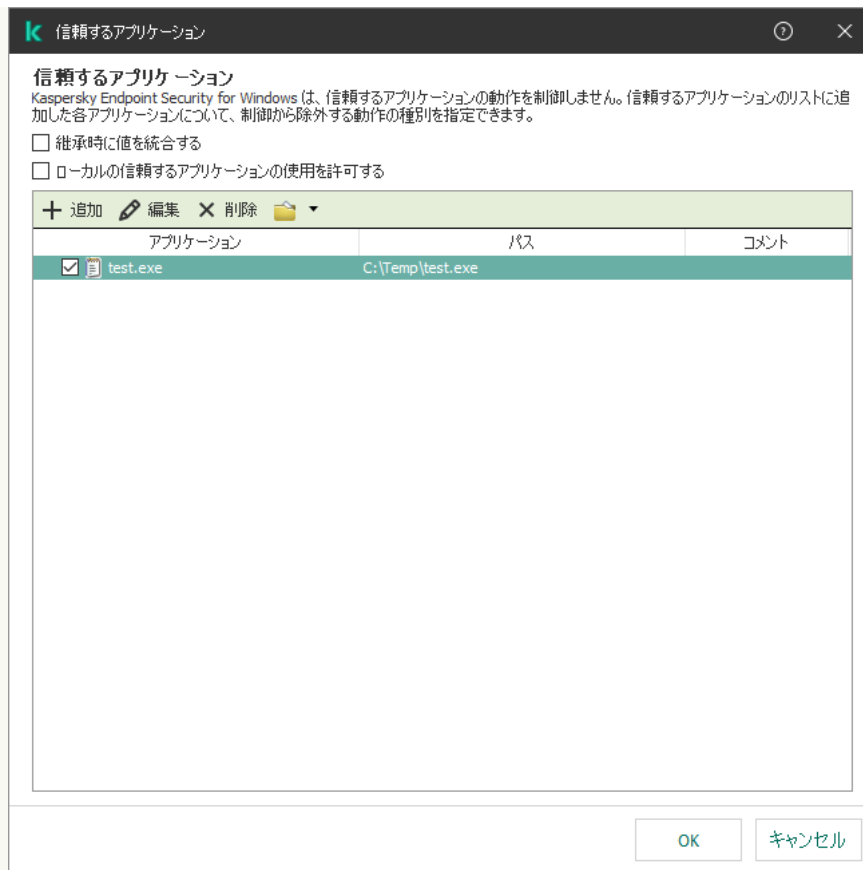 信頼するアプリケーション
信頼するアプリケーション
Kaspersky Endpoint Security for Windows は、信頼するアプリケーションの動作を制御しません。信頼するアプリケーションのリストに追
加した各アプリケーションについて、制御から除外する動作の種別を指定できます。
継承時に値を統合する
ローカルの信頼するアプリケーションの使用を許可する
追加 編集 削除
アプリケーション パス コメント
test.exe C:\Temp\test.exe
OK キャンセル